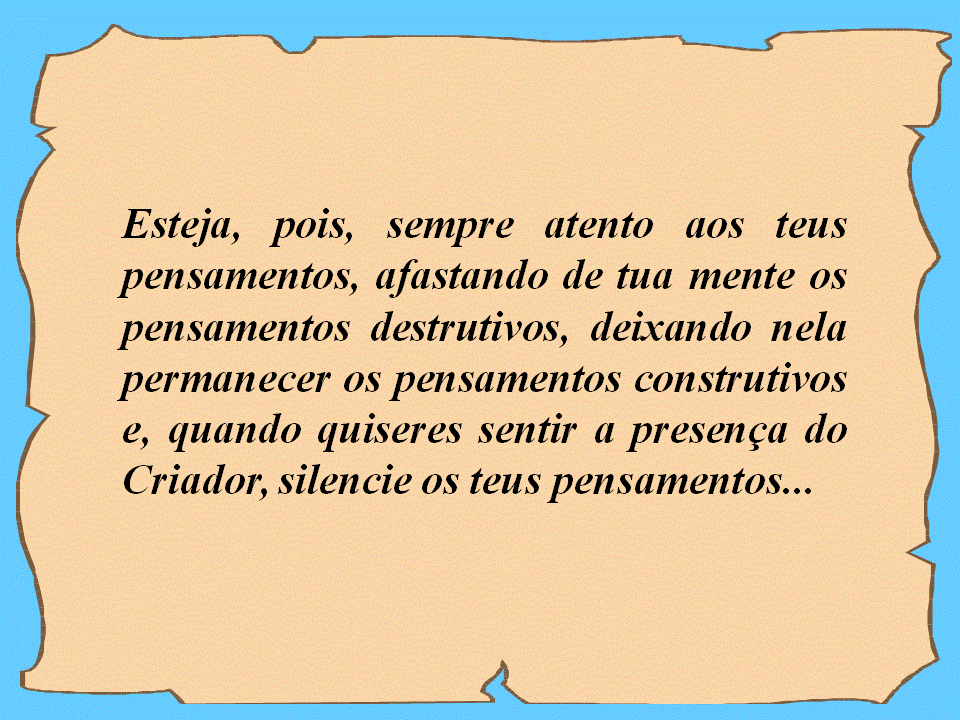 Esteja, pois, sempre atento aos teus
pensamentos, afastando de tua mente os
pensamentos destrutivos, deixando nela
permanecer os pensamentos construtivos
e, quando quiseres sentir a presença do
Criador, silencie os teus pensamentos...